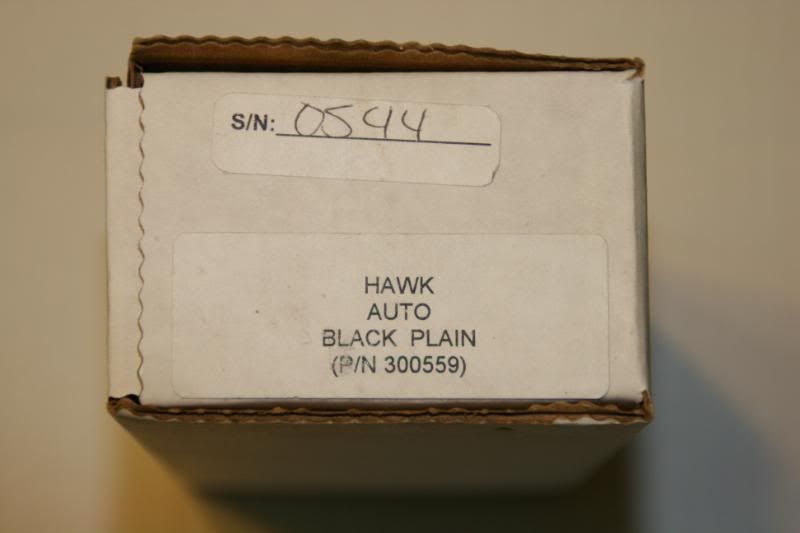 S/N: 0544
HAWK
AUTO
BLACK PLAIN
(P/N 300559)